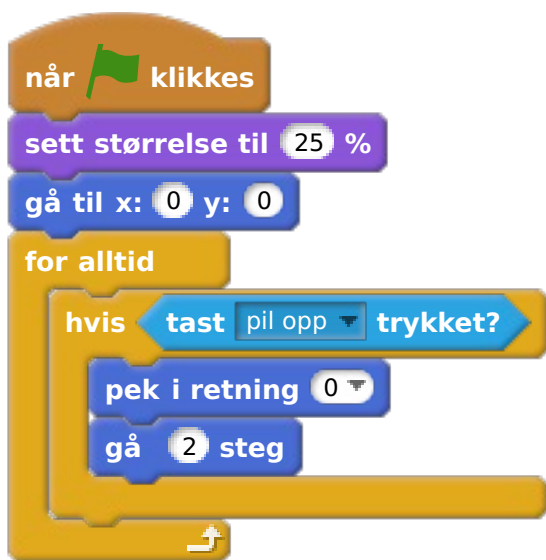 når klikkes
sett størrelse til 25 %
gå til x: 0 y: 0
for alltid
hvis tast pil opp trykket?
pek i retning 0
gå 2 steg